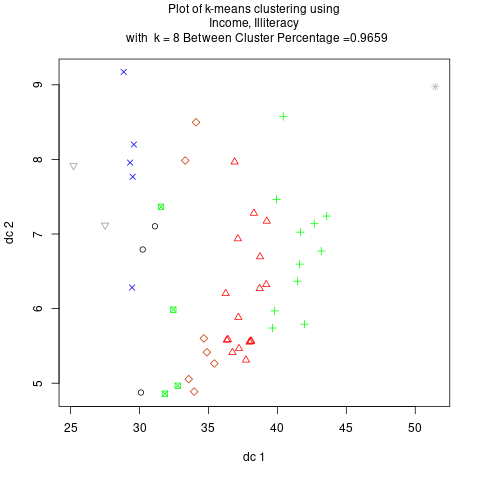 Plot of k-means clustering using
Income, Illiteracy
with k = 8 Between Cluster Percentage =0.9659
9
8
7
6
5
dc 2
25 30 35 40 45 50
dc 1